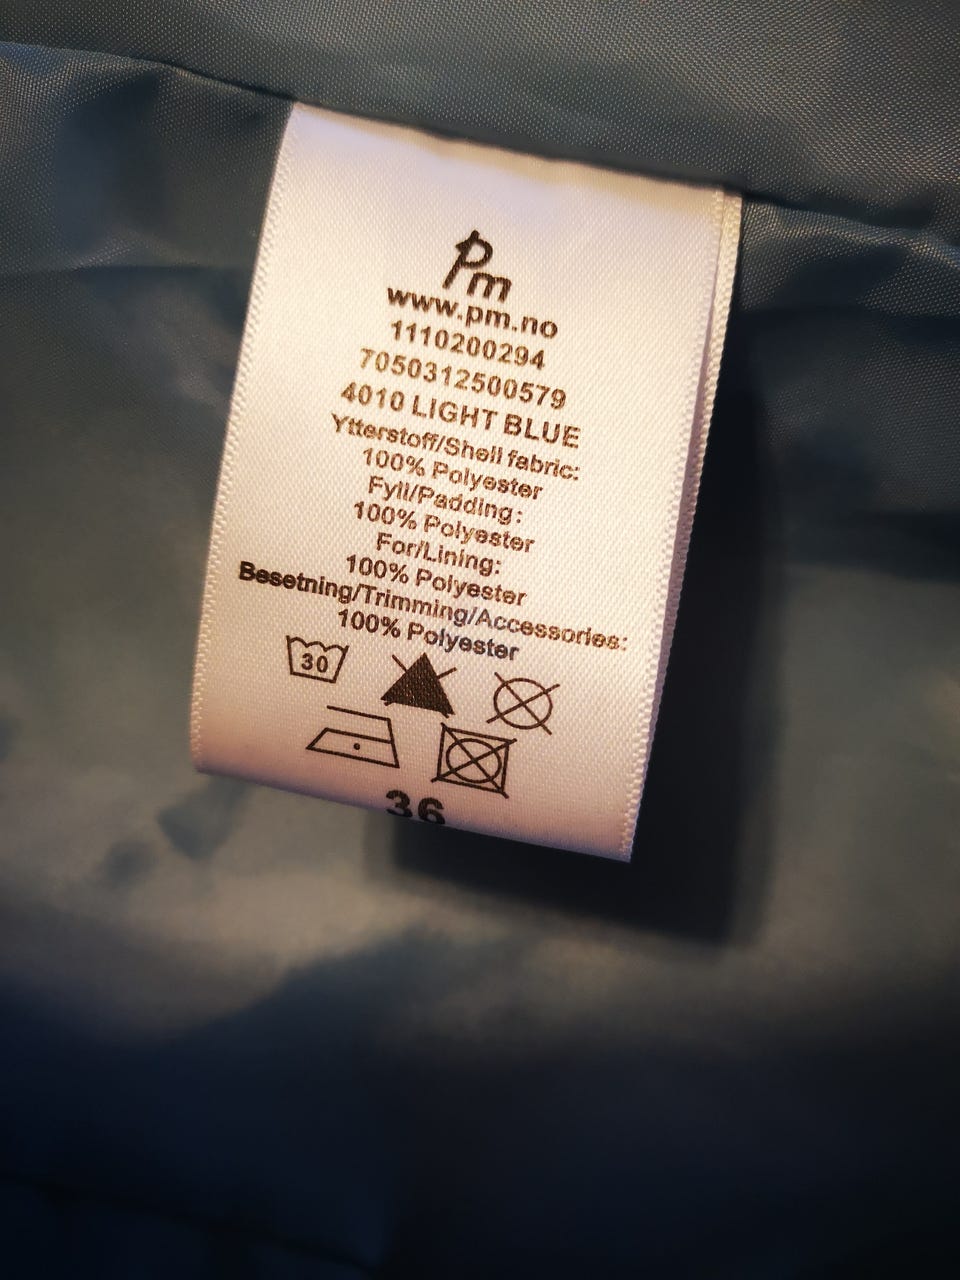 Pm
www.pm.no
1110200294
7050312500579
4010 LIGHT BLUE
Ytterstoff/Shell fabric:
100% Polyester
Fyll/Padding:
100% Polyester
For/Lining:
100% Polyester
Besetning/Trimming/Accessories:
100% Polyester
30
36